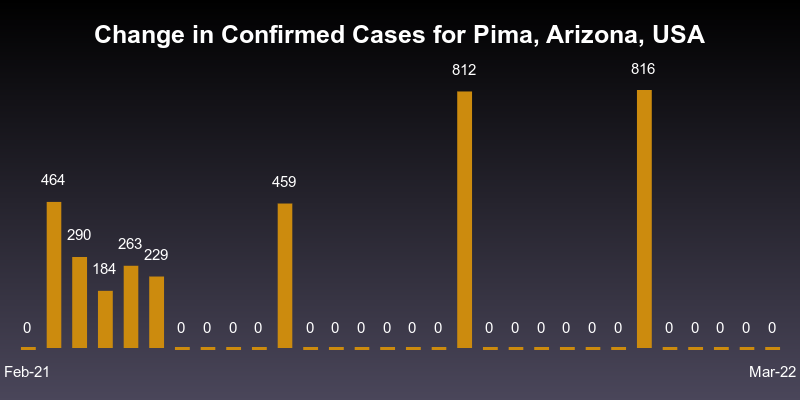 Change in Confirmed Cases for Pima, Arizona, USA
0 464 290 184 263 229 0 0 0 0 459 0 0 0 0 0 0 812 0 0 0 0 0 0 816 0 0 0 0 0
Feb-21 Mar-22